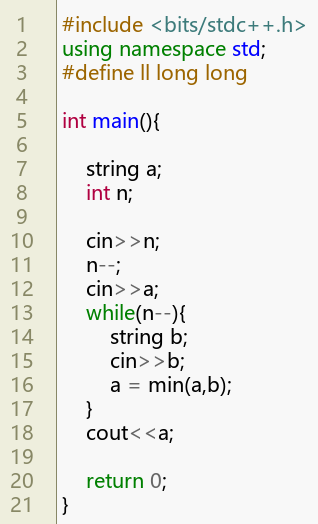 1 #include <bits/stdc++.h>
2 using namespace std;
3 #define ll long long
4
5 int main(){
6
7     string a;
8     int n;
9
10     cin>>n;
11     n--;
12     cin>>a;
13     while(n--){
14         string b;
15         cin>>b;
16         a = min(a,b);
17     }
18     cout<<a;
19
20     return 0;
21 }